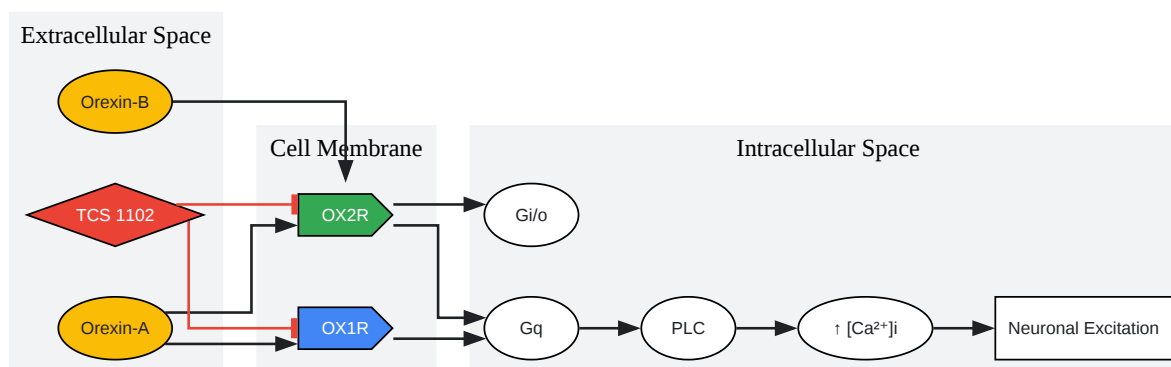 Extracellular Space
Orexin-B
Cell Membrane
Intracellular Space
TCS 1102
OX2R
Gi/o
Orexin-A
OX1R
Gq
PLC
↑ [Ca²⁺]i
Neuronal Excitation